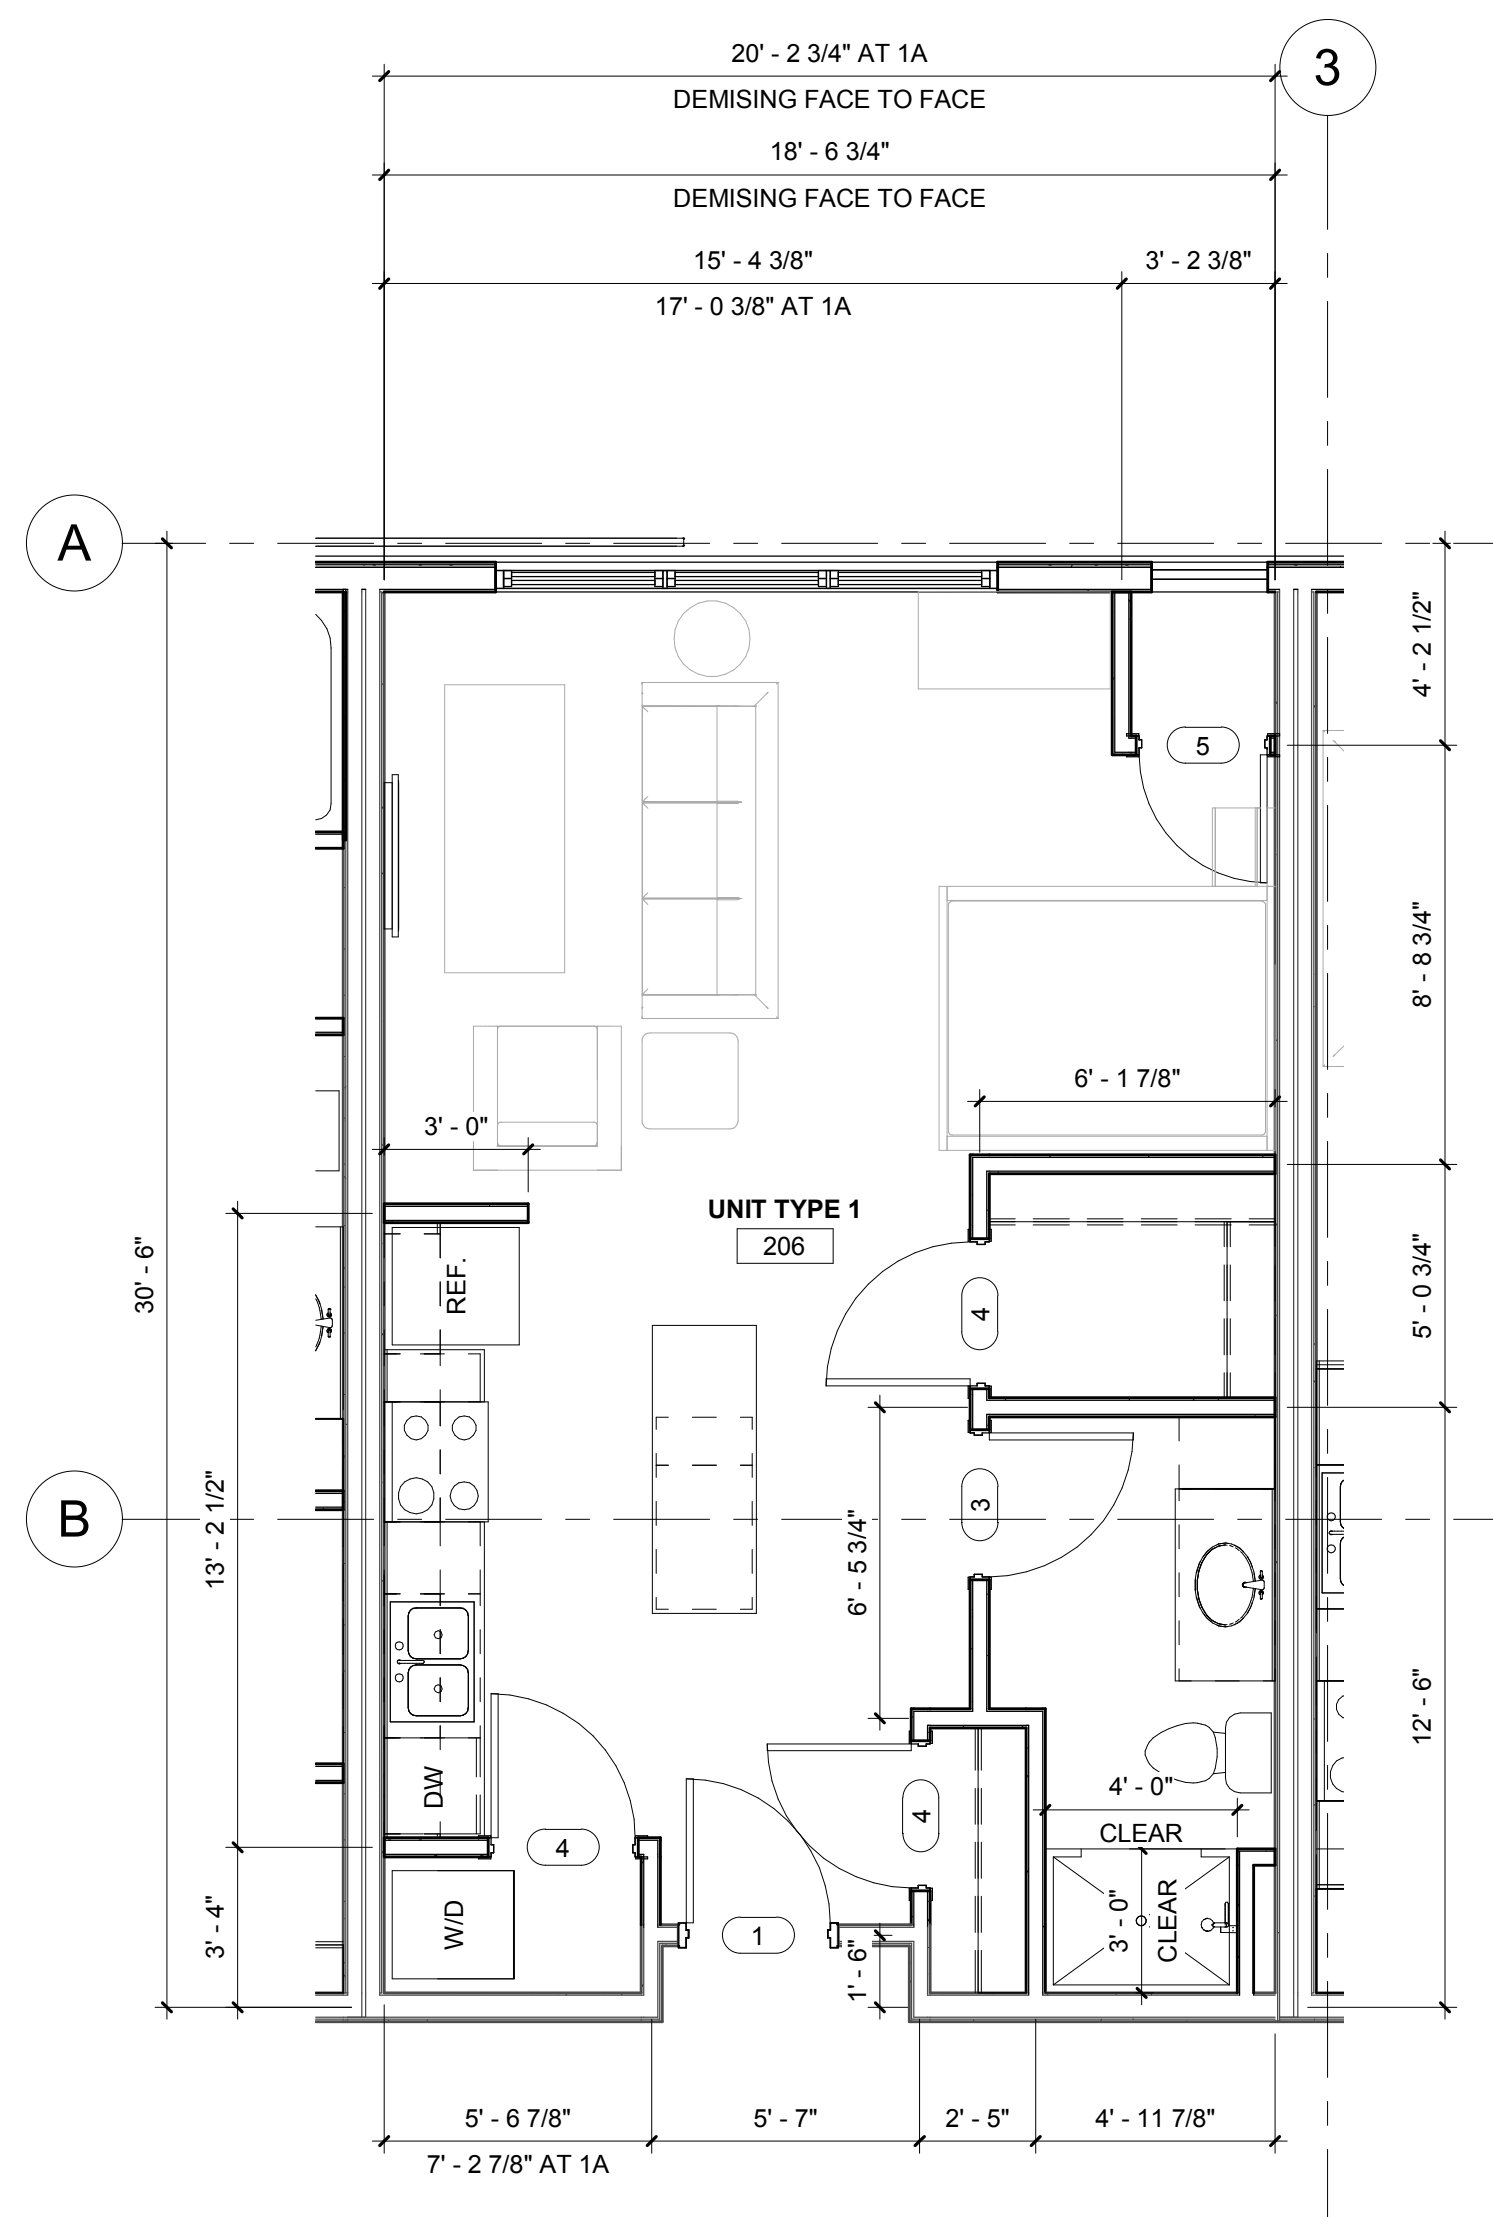 20' - 2 3/4" AT 1A
3
DEMISING FACE TO FACE
18' - 6 3/4"
DEMISING FACE TO FACE
15' - 4 3/8"
3' - 2 3/8"
17' - 0 3/8" AT 1A
A
4' - 2 1/2"
5
8' - 8 3/4"
6' - 1 7/8"
3' - 0"
UNIT TYPE 1
206
30' - 6"
REF.
4
5' - 0 3/4"
13' - 2 1/2"
3
B
6' - 5 3/4"
12' - 6"
DW
4' - 0"
4
CLEAR
4
3' - 4"
W/D
1
1' - 6"
3' - 0"
CLEAR
5' - 6 7/8"
5' - 7"
2' - 5"
4' - 11 7/8"
7' - 2 7/8" AT 1A